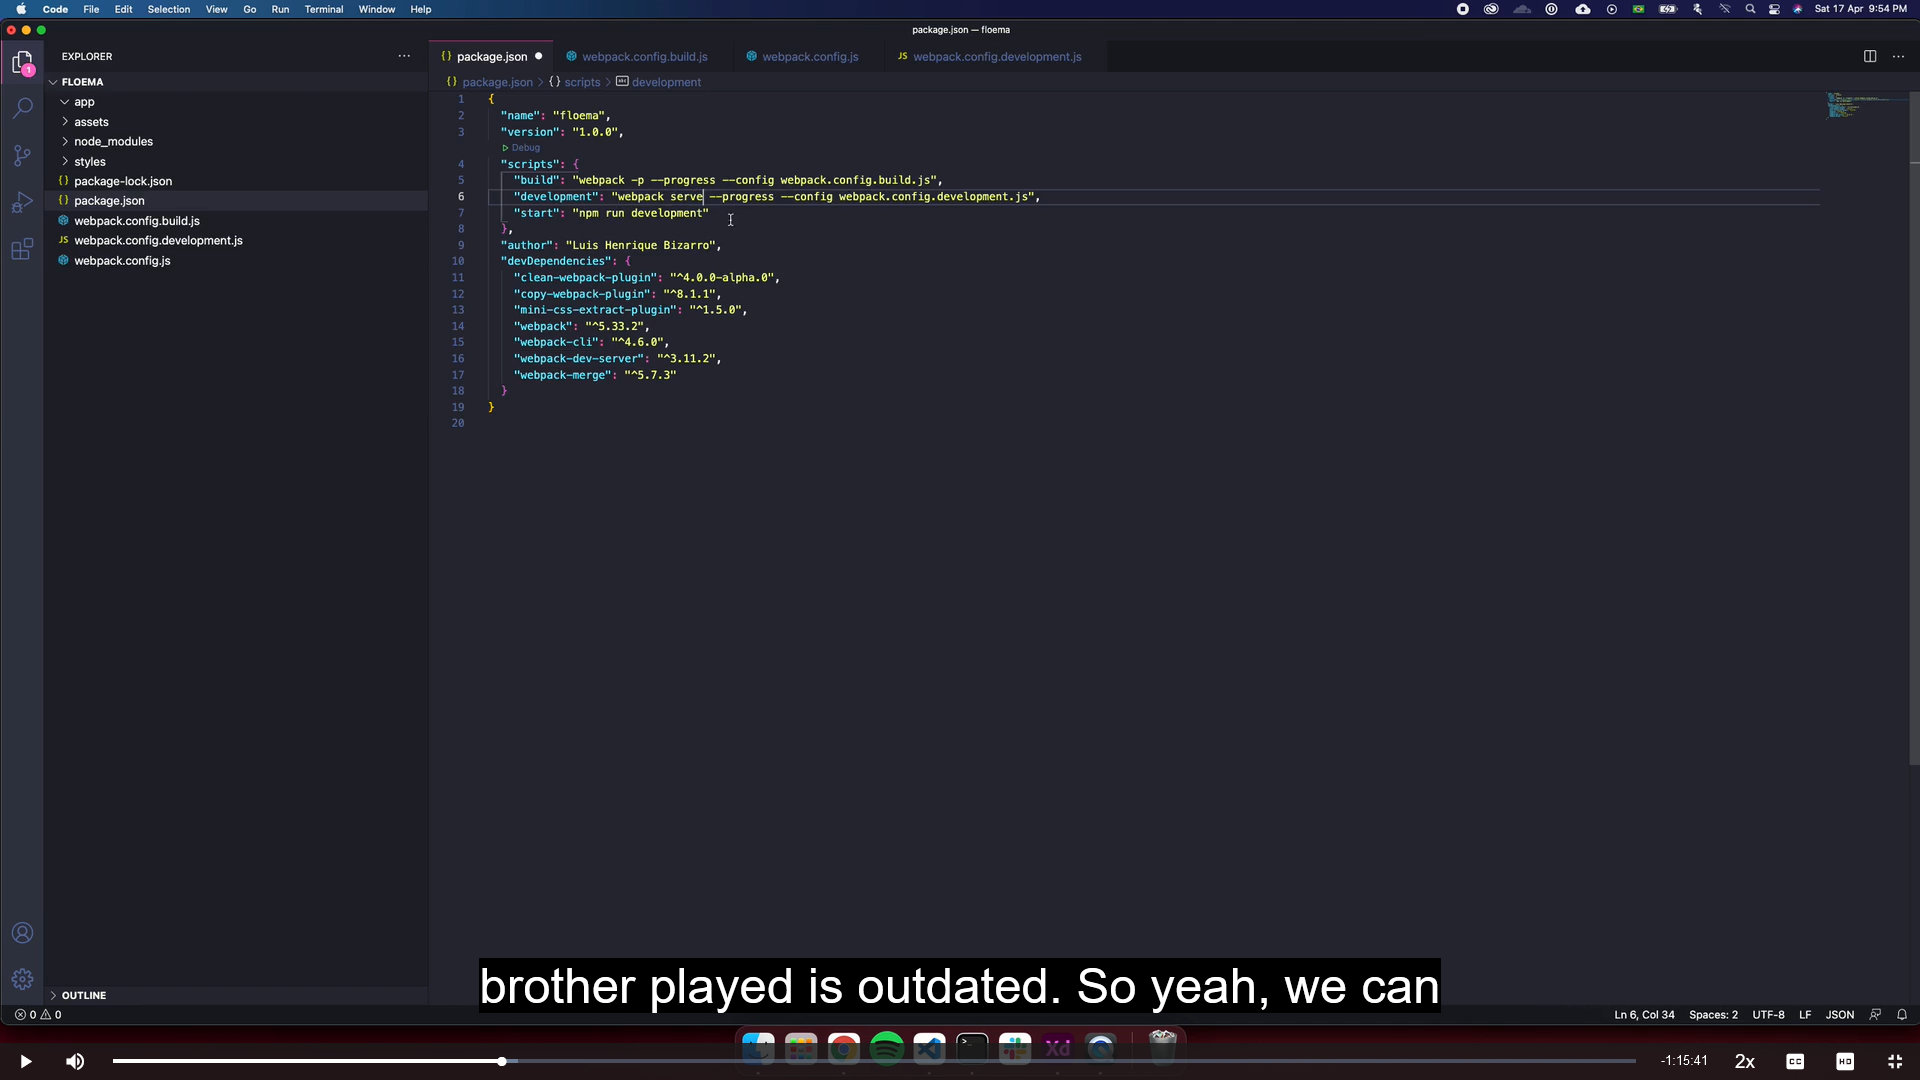 Code File Edit Selection View Go Run Terminal Window Help Sat 17 Apr 9:54 PM
package.json — floema
EXPLORER
FLOEMA
app
assets
node_modules
styles
package-lock.json
package.json
webpack.config.build.js
webpack.config.development.js
webpack.config.js
OUTLINE
1
package.json webpack.config.build.js webpack.config.js JS webpack.config.development.js
package.json > {} scripts > development
1 {
2 "name": "floema",
3 "version": "1.0.0",
Debug
4 "scripts": {
5 "build": "webpack -p --progress --config webpack.config.build.js",
6 "development": "webpack serve --progress --config webpack.config.development.js",
7 "start": "npm run development"
8 },
9 "author": "Luis Henrique Bizarro",
10 "devDependencies": {
11 "clean-webpack-plugin": "^4.0.0-alpha.0",
12 "copy-webpack-plugin": "^8.1.1",
13 "mini-css-extract-plugin": "^1.5.0",
14 "webpack": "^5.33.2",
15 "webpack-cli": "^4.6.0",
16 "webpack-dev-server": "^3.11.2",
17 "webpack-merge": "^5.7.3"
18 }
19 }
20
brother played is outdated. So yeah, we can
0 0 Ln 6, Col 34 Spaces: 2 UTF-8 LF JSON
Xd
-1:15:41 2x CC HD